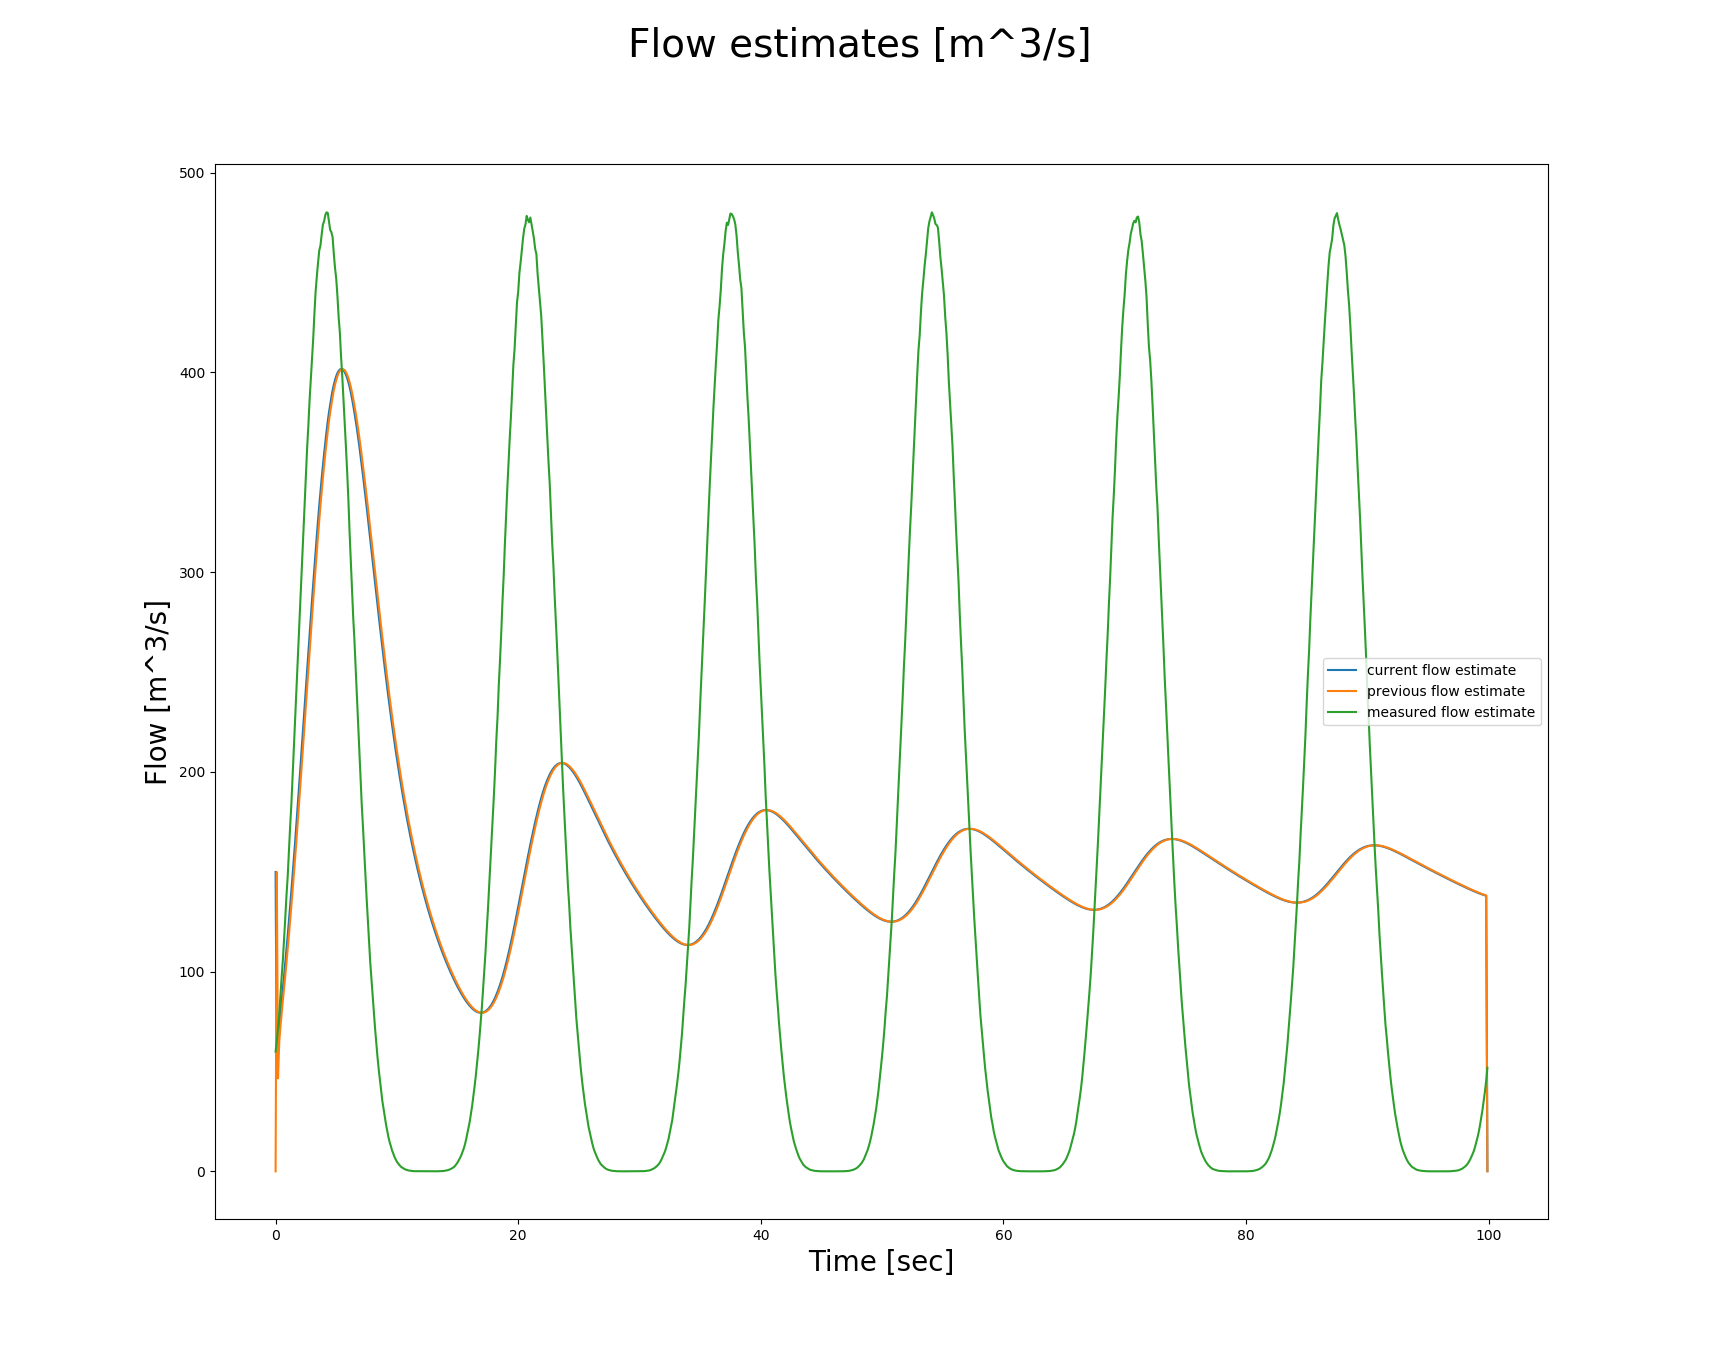 Flow estimates [m^3/s]
500
400
300
200
100
0
Flow [m^3/s]
current flow estimate
previous flow estimate
measured flow estimate
0 20 40 60 80 100
Time [sec]